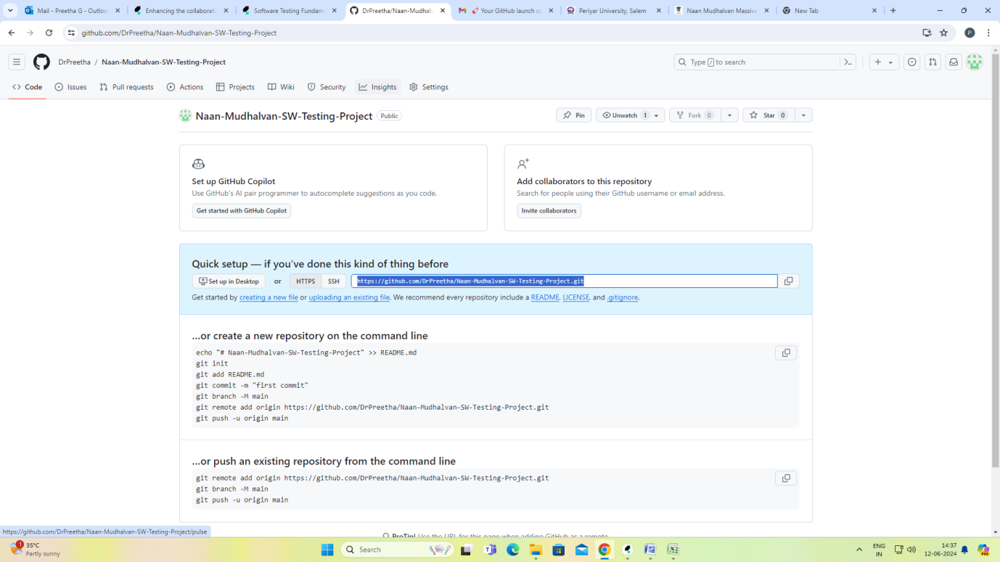 Mail - Preetha G - Outlook
Enhancing the collaborati
Software Testing Fundame
DrPreetha/Naan-Mudhalv
🚀 Your GitHub launch co
Periyar University, Salem
Naan Mudhalvan Massive
New Tab
github.com/DrPreetha/Naan-Mudhalvan-SW-Testing-Project
P
DrPreetha / Naan-Mudhalvan-SW-Testing-Project
Type / to search
Code Issues Pull requests Actions Projects Wiki Security Insights Settings
Naan-Mudhalvan-SW-Testing-Project Public
Pin Unwatch 1 Fork 0 Star 0
Set up GitHub Copilot
Use GitHub's AI pair programmer to autocomplete suggestions as you code.
Get started with GitHub Copilot
Add collaborators to this repository
Search for people using their GitHub username or email address.
Invite collaborators
Quick setup — if you've done this kind of thing before
Set up in Desktop or HTTPS SSH https://github.com/DrPreetha/Naan-Mudhalvan-SW-Testing-Project.git
Get started by creating a new file or uploading an existing file. We recommend every repository include a README, LICENSE, and .gitignore.
…or create a new repository on the command line
echo "# Naan-Mudhalvan-SW-Testing-Project" >> README.md
git init
git add README.md
git commit -m "first commit"
git branch -M main
git remote add origin https://github.com/DrPreetha/Naan-Mudhalvan-SW-Testing-Project.git
git push -u origin main
…or push an existing repository from the command line
git remote add origin https://github.com/DrPreetha/Naan-Mudhalvan-SW-Testing-Project.git
git branch -M main
git push -u origin main
https://github.com/DrPreetha/Naan-Mudhalvan-SW-Testing-Project/pulse
ProTip! Use the URL for this page when adding GitHub as a remote.
1
35°C
Partly sunny
Search
ENG
IN
14:37
12-06-2024
PRE